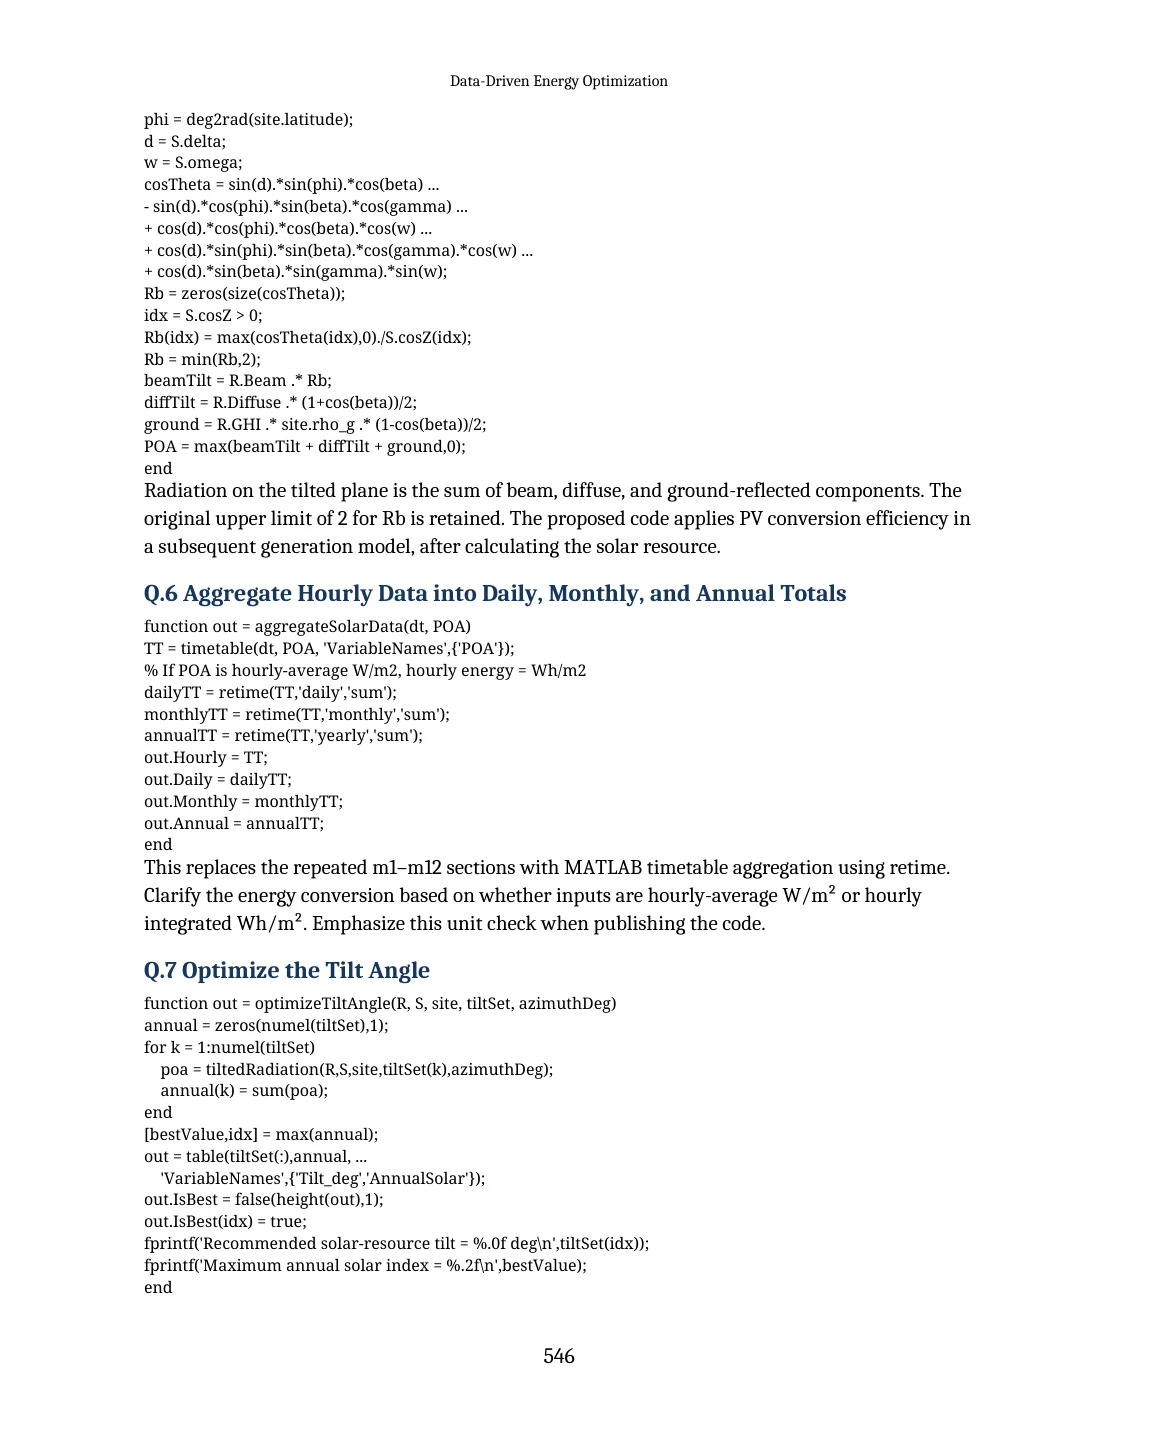 Data-Driven Energy Optimization
phi = deg2rad(site.latitude);
d = S.delta;
w = S.omega;
cosTheta = sin(d).*sin(phi).*cos(beta) ...
- sin(d).*cos(phi).*sin(beta).*cos(gamma) ...
+ cos(d).*cos(phi).*cos(beta).*cos(w) ...
+ cos(d).*sin(phi).*sin(beta).*cos(gamma).*cos(w) ...
+ cos(d).*sin(beta).*sin(gamma).*sin(w);
Rb = zeros(size(cosTheta));
idx = S.cosZ > 0;
Rb(idx) = max(cosTheta(idx),0)./S.cosZ(idx);
Rb = min(Rb,2);
beamTilt = R.Beam .* Rb;
diffTilt = R.Diffuse .* (1+cos(beta))/2;
ground = R.GHI .* site.rho_g .* (1-cos(beta))/2;
POA = max(beamTilt + diffTilt + ground,0);
end
Radiation on the tilted plane is the sum of beam, diffuse, and ground-reflected components. The
original upper limit of 2 for Rb is retained. The proposed code applies PV conversion efficiency in
a subsequent generation model, after calculating the solar resource.
Q.6 Aggregate Hourly Data into Daily, Monthly, and Annual Totals
function out = aggregateSolarData(dt, POA)
TT = timetable(dt, POA, 'VariableNames',{'POA'});
% If POA is hourly-average W/m2, hourly energy = Wh/m2
dailyTT = retime(TT,'daily','sum');
monthlyTT = retime(TT,'monthly','sum');
annualTT = retime(TT,'yearly','sum');
out.Hourly = TT;
out.Daily = dailyTT;
out.Monthly = monthlyTT;
out.Annual = annualTT;
end
This replaces the repeated m1–m12 sections with MATLAB timetable aggregation using retime.
Clarify the energy conversion based on whether inputs are hourly-average W/m² or hourly
integrated Wh/m². Emphasize this unit check when publishing the code.
Q.7 Optimize the Tilt Angle
function out = optimizeTiltAngle(R, S, site, tiltSet, azimuthDeg)
annual = zeros(numel(tiltSet),1);
for k = 1:numel(tiltSet)
poa = tiltedRadiation(R,S,site,tiltSet(k),azimuthDeg);
annual(k) = sum(poa);
end
[bestValue,idx] = max(annual);
out = table(tiltSet(:),annual, ...
'VariableNames',{'Tilt_deg','AnnualSolar'});
out.IsBest = false(height(out),1);
out.IsBest(idx) = true;
fprintf('Recommended solar-resource tilt = %.0f deg\n',tiltSet(idx));
fprintf('Maximum annual solar index = %.2f\n',bestValue);
end
546